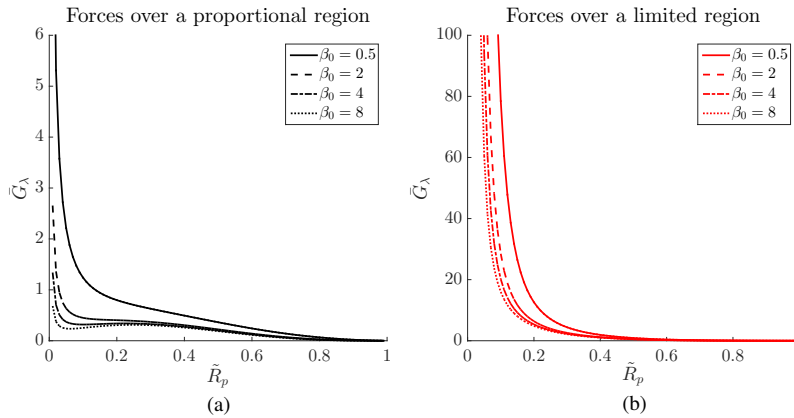 Forces over a proportional region
6
5
4
3
2
1
0
0
0.2
0.4
0.6
0.8
1
Ḡλ
R̃p
β0 = 0.5
β0 = 2
β0 = 4
β0 = 8
(a)
Forces over a limited region
100
80
60
40
20
0
0
0.2
0.4
0.6
0.8
Ḡλ
R̃p
β0 = 0.5
β0 = 2
β0 = 4
β0 = 8
(b)